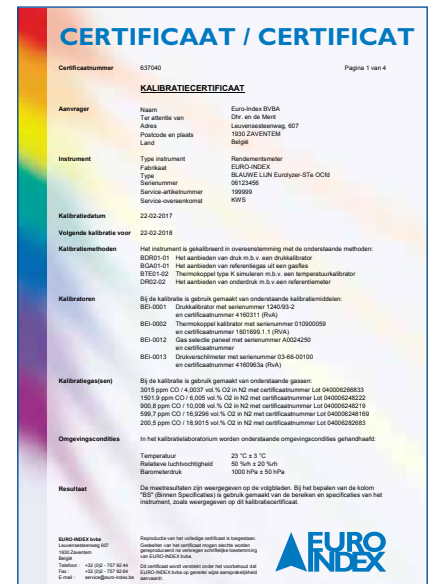 CERTIFICAAT / CERTIFICAT
Certificaatnummer 637040 Pagina 1 van 4
KALIBRATIECERTIFICAAT
Aanvrager Naam Euro-Index BVBA
Ter attentie van Dhr. en de Ment
Adres Leuvensesteenweg, 607
Postcode en plaats 1930 ZAVENTEM
Land België
Instrument Type instrument Rendementsmeter
Fabrikaat EURO-INDEX
Type BLAUWE LIJN Eurolyzer-STe OCfd
Serienummer 06123456
Service-artikelnummer 199999
Service-overeenkomst KWS
Kalibratiedatum 22-02-2017
Volgende kalibratie voor 22-02-2018
Kalibratiemethoden Het instrument is gekalibreerd in overeenstemming met de onderstaande methoden:
BDR01-01 Het aanbieden van druk m.b.v. een drukkalibrator
BGA01-01 Het aanbieden van referentiegas uit een gasfles
BTE01-02 Thermokoppel type K simuleren m.b.v. een temperatuurkalibrator
DR02-02 Het aanbieden van onderdruk m.b.v. een referentiemeter
Kalibratoren Bij de kalibratie is gebruik gemaakt van onderstaande kalibratiemiddelen:
BEI-0001 Drukkalibrator met serienummer 1240/93-2
en certificaatnummer 4160311 (RvA)
BEI-0002 Thermokoppel kalibrator met serienummer 010900059
en certificaatnummer 1601699.1.1 (RVA)
BEI-0012 Gas selectie paneel met serienummer A0024250
en certificaatnummer
BEI-0013 Drukverschilmeter met serienummer 03-66-00100
en certificaatnummer 4160963a (RvA)
Kalibratiegas(sen) Bij de kalibratie is gebruik gemaakt van onderstaande gassen:
3015 ppm CO / 4,0037 vol.% O2 in N2 met certificaatnummer Lot 040006266833
1501.9 ppm CO / 6,005 vol.% O2 in N2 met certificaatnummer Lot 040006248222
900,8 ppm CO / 10,008 vol.% O2 in N2 met certificaatnummer Lot 040006248219
599,7 ppm CO / 16,9296 vol.% O2 in N2 met certificaatnummer Lot 040006248169
200,5 ppm CO / 18,9015 vol.% O2 in N2 met certificaatnummer Lot 040006282683
Omgevingscondities In het kalibratielaboratorium worden onderstaande omgevingscondities gehandhaafd:
Temperatuur 23 °C ± 3 °C
Relatieve luchtvochtigheid 50 %rh ± 20 %rh
Barometerdruk 1000 hPa ± 50 hPa
Resultaat De meetresultaten zijn weergegeven op de volgbladen. Bij het bepalen van de kolom
"BS" (Binnen Specificaties) is gebruik gemaakt van de bereiken en specificaties van het
instrument, zoals weergegeven op dit kalibratiecertificaat.
EURO-INDEX bvba
Leuvensesteenweg 607
1930 Zaventem
België
Telefoon : +32 (0)2 - 757 92 44
Fax : +32 (0)2 - 757 92 64
E-mail : service@euro-index.be
Reproductie van het volledige certificaat is toegestaan.
Gedeelten van het certificaat mogen slechts worden
gereproduceerd na verkregen schriftelijke toestemming
van EURO-INDEX bvba.
Dit certificaat wordt verstrekt onder het voorbehoud dat
EURO-INDEX bvba op generlei wijze aansprakelijkheid
aanvaardt.
EURO
INDEX